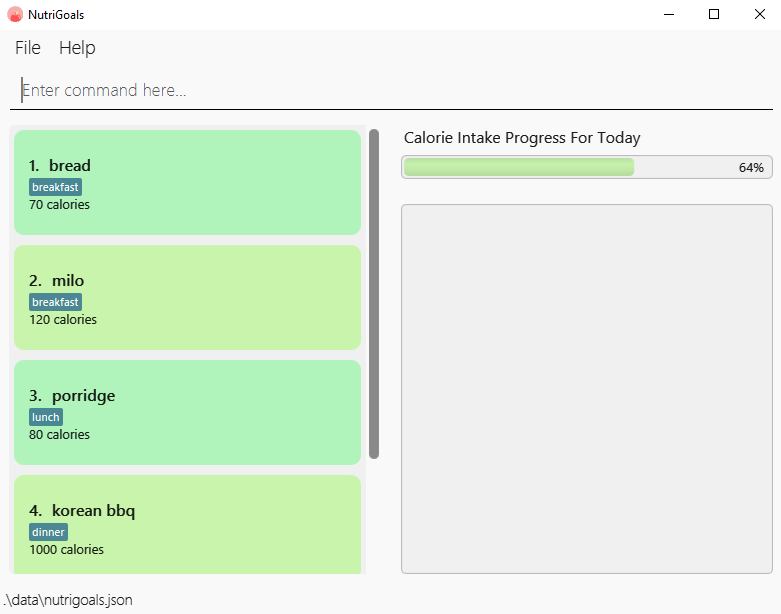 NutriGoals
File Help
Enter command here...
1. bread
breakfast
70 calories
2. milo
breakfast
120 calories
3. porridge
lunch
80 calories
4. korean bbq
dinner
1000 calories
Calorie Intake Progress For Today
64%
.\data\nutrigoals.json